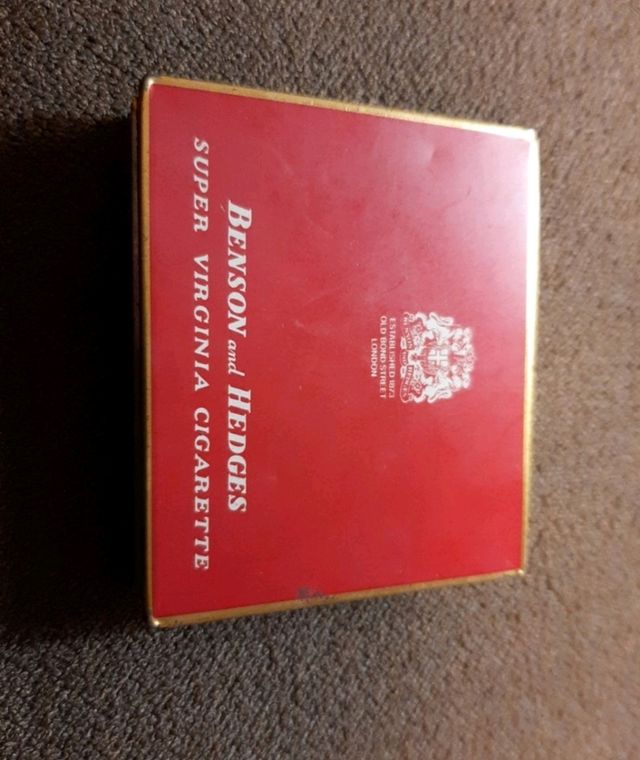 ESTABLISHED 1873
OLD BOND STREET
LONDON
BENSON and HEDGES
SUPER VIRGINIA CIGARETTE